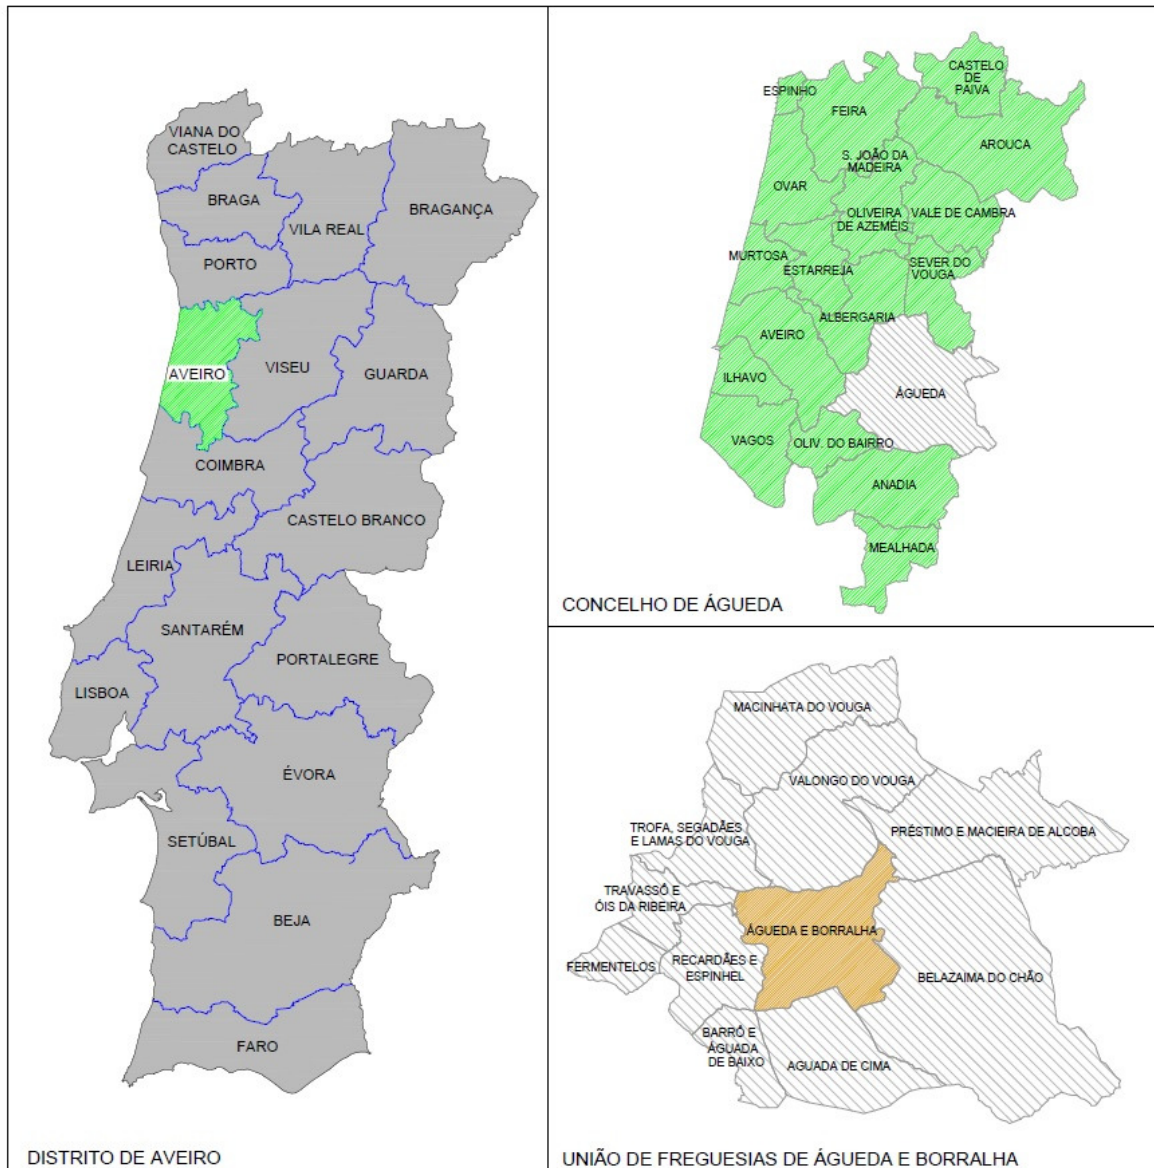 VIANA DO
CASTELO
BRAGA
VILA REAL
BRAGANÇA
PORTO
AVEIRO
VISEU
GUARDA
COIMBRA
CASTELO BRANCO
LEIRIA
SANTARÉM
PORTALEGRE
LISBOA
ÉVORA
SETÚBAL
BEJA
FARO
DISTRITO DE AVEIRO
CASTELO
DE
PAIVA
ESPINHO
FEIRA
AROUCA
S. JOÃO DA
MADEIRA
OVAR
OLIVEIRA
DE AZEMÉIS
VALE DE CAMBRA
MURTOSA
ESTARREJA
SEVER DO
VOUGA
ALBERGARIA
AVEIRO
ILHAVO
ÁGUEDA
VAGOS
OLIV. DO BAIRRO
ANADIA
MEALHADA
CONCELHO DE ÁGUEDA
MACINHATA DO VOUGA
VALONGO DO VOUGA
TROFA, SEGADÃES
E LAMAS DO VOUGA
PRÉSTIMO E MACIEIRA DE ALCOBA
TRAVASSÔ E
ÓIS DA RIBEIRA
ÁGUEDA E BORRALHA
FERMENTELOS
RECARDÃES E
ESPINHEL
BELAZAIMA DO CHÃO
BARRÔ E
ÁGUADA
DE BAIXO
AGUADA DE CIMA
UNIÃO DE FREGUESIAS DE ÁGUEDA E BORRALHA